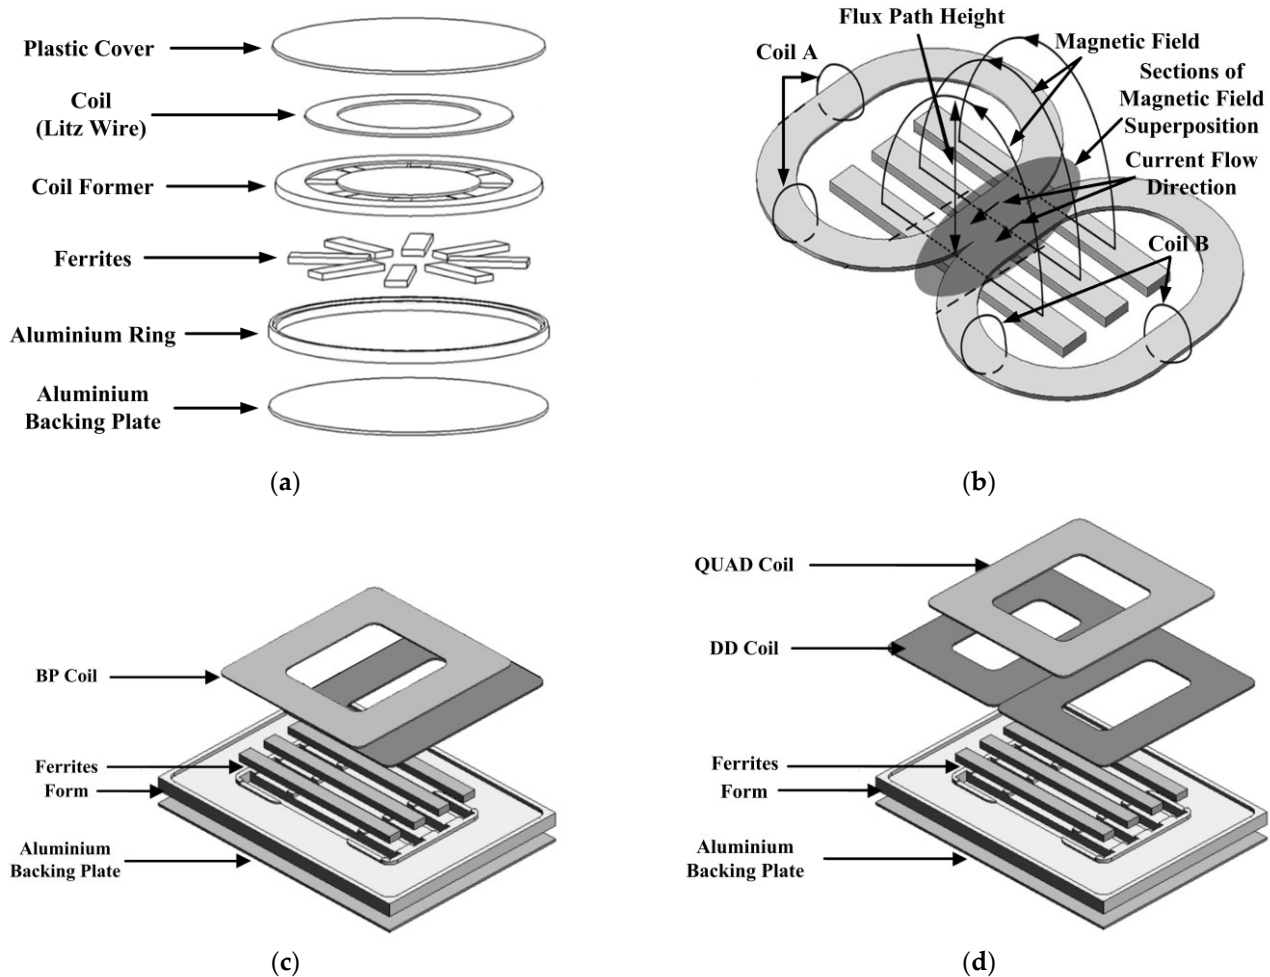 Plastic Cover
Coil
(Litz Wire)
Coil Former
Ferrites
Aluminium Ring
Aluminium
Backing Plate
(a)
Flux Path Height
Coil A
Magnetic Field
Sections of
Magnetic Field
Superposition
Current Flow
Direction
Coil B
(b)
BP Coil
Ferrites
Form
Aluminium
Backing Plate
(c)
QUAD Coil
DD Coil
Ferrites
Form
Aluminium
Backing Plate
(d)